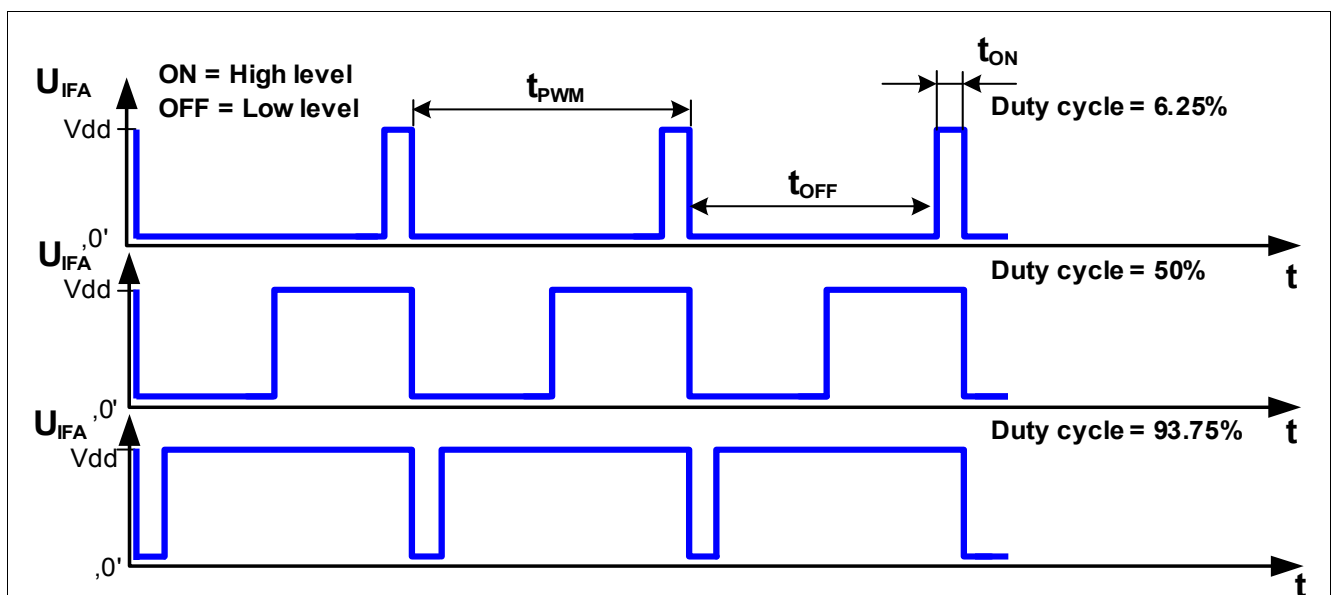 U_IFA
ON = High level
OFF = Low level
t_PWM
t_ON
Duty cycle = 6.25%
Vdd
t_OFF
,0'
t
U_IFA
Vdd
Duty cycle = 50%
,0'
t
U_IFA
Vdd
Duty cycle = 93.75%
,0'
t